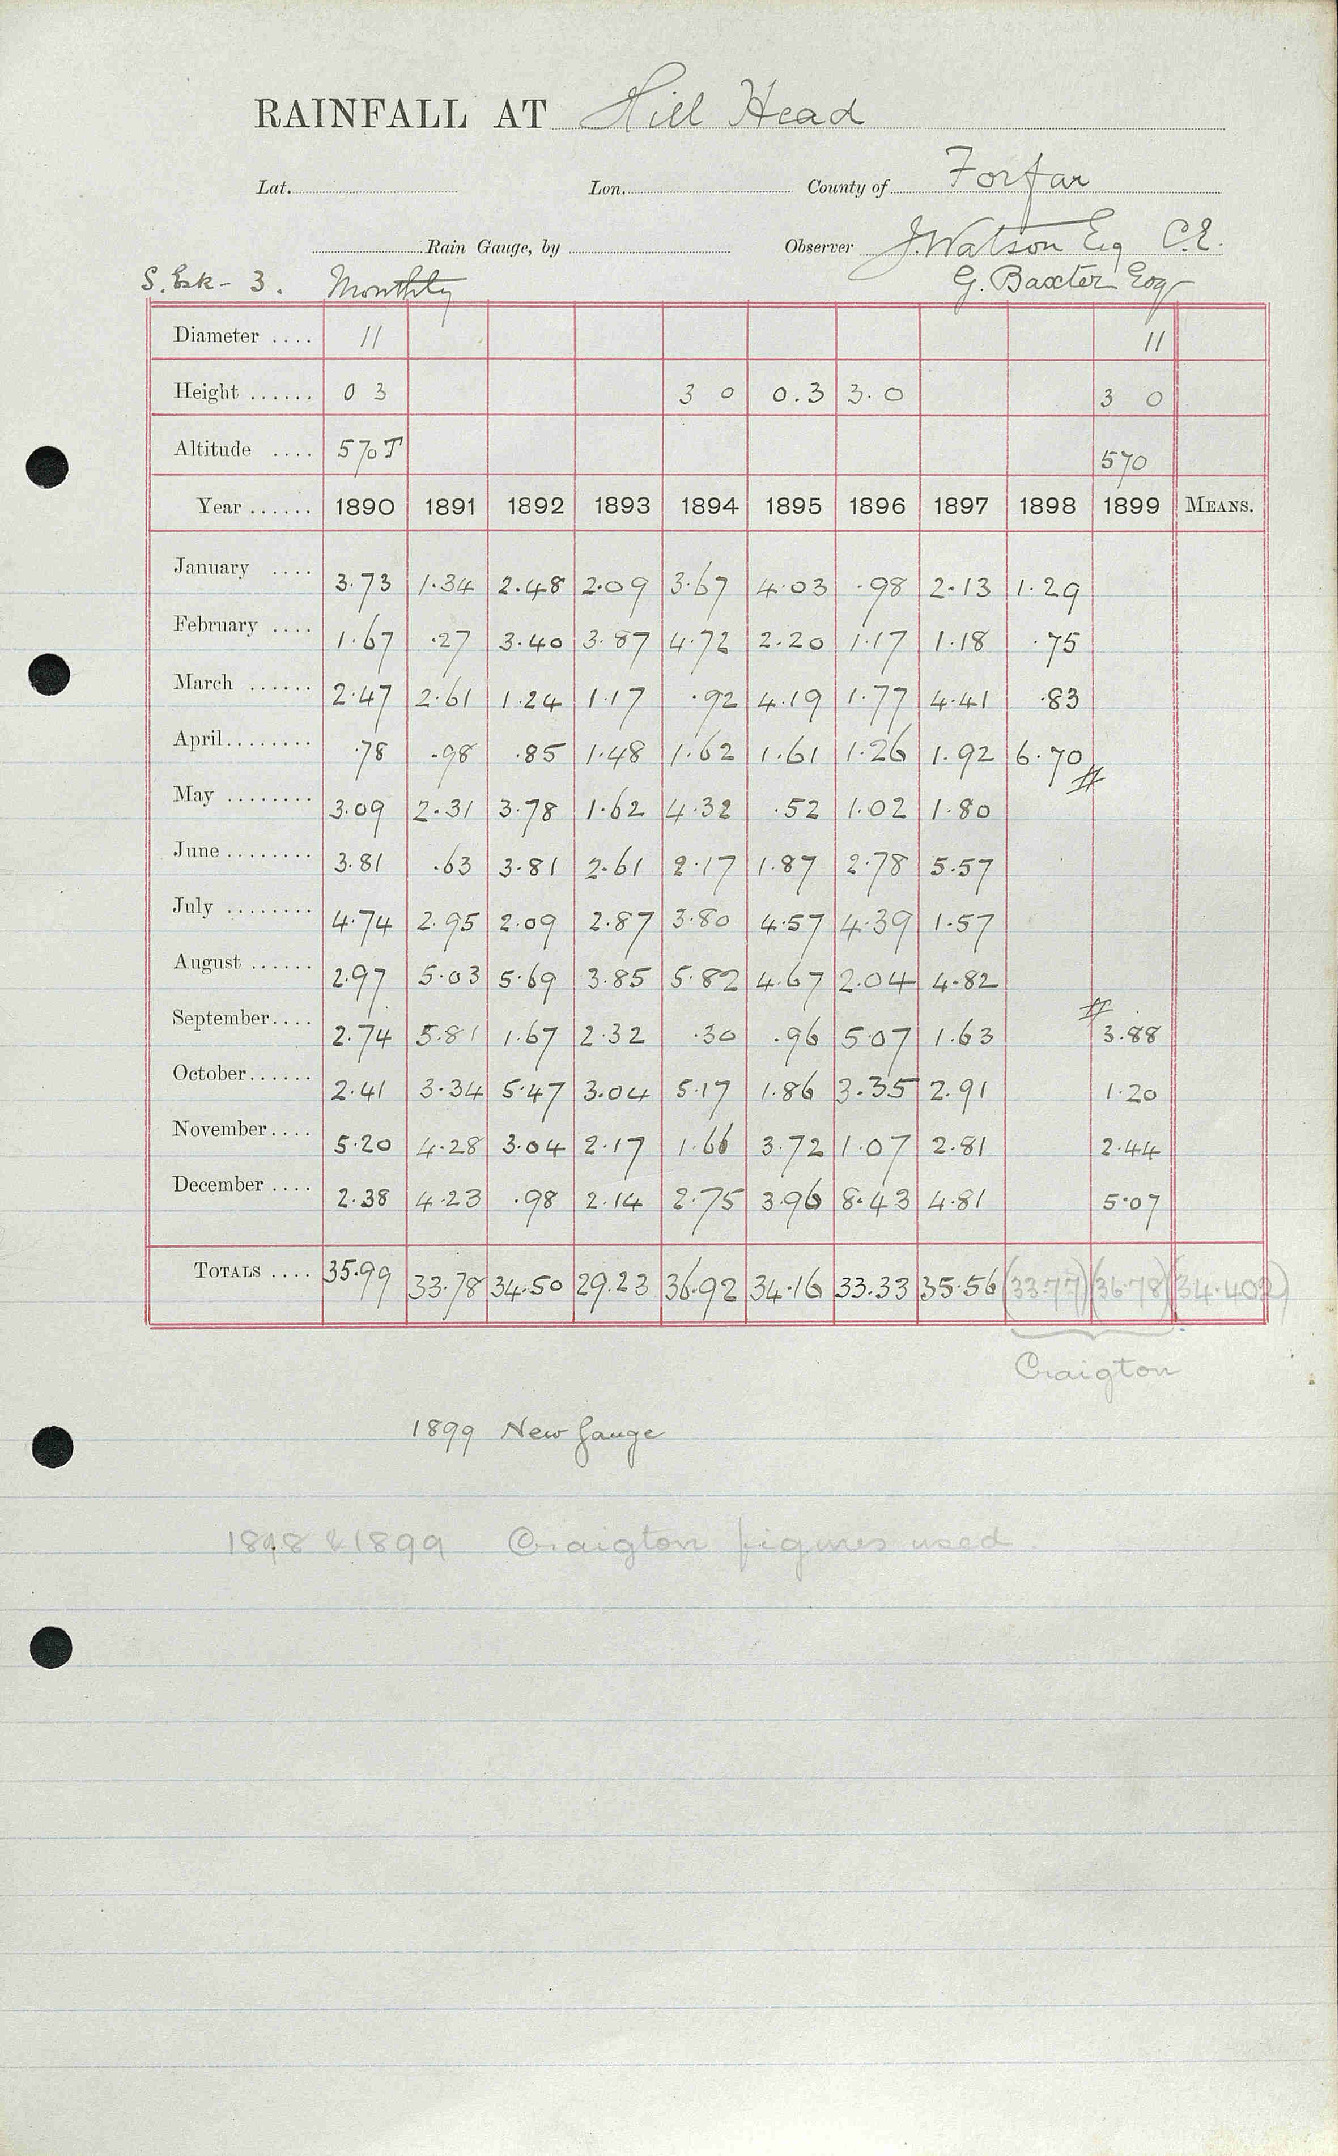 RAINFALL AT Hill Head
Lat. Lon. County of Forfar
Rain Gauge, by Observer J. Watson Esq C.E.
S. Esk - 3. Monthly G. Baxter Esq
Diameter .... 11 11
Height ...... 0 3 3 0 0.3 3.0 3 0
Altitude .... 570 T 570
Year ...... 1890 1891 1892 1893 1894 1895 1896 1897 1898 1899 MEANS.
January .... 3.73 1.34 2.48 2.09 3.67 4.03 .98 2.13 1.29
February .... 1.67 .27 3.40 3.87 4.72 2.20 1.17 1.18 .75
March ...... 2.47 2.61 1.24 1.17 .92 4.19 1.77 4.41 .83
April........ .78 .98 .85 1.48 1.62 1.61 1.26 1.92 6.70 #
May ........ 3.09 2.31 3.78 1.62 4.32 .52 1.02 1.80
June ........ 3.81 .63 3.81 2.61 2.17 1.87 2.78 5.57
July ........ 4.74 2.95 2.09 2.87 3.80 4.57 4.39 1.57
August ...... 2.97 5.03 5.69 3.85 5.82 4.67 2.04 4.82
September.... 2.74 5.81 1.67 2.32 .30 .96 5.07 1.63 # 3.88
October...... 2.41 3.34 5.47 3.04 5.17 1.86 3.35 2.91 1.20
November.... 5.20 4.28 3.04 2.17 1.66 3.72 1.07 2.81 2.44
December .... 2.38 4.23 .98 2.14 2.75 3.96 8.43 4.81 5.07
TOTALS .... 35.99 33.78 34.50 29.23 36.92 34.16 33.33 35.56 (33.77) (36.78) (34.402)
Craigton
1899 New Gauge
1898 & 1899 Craigton figures used.